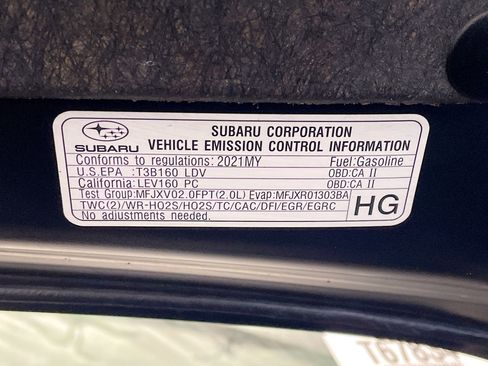 SUBARU
SUBARU CORPORATION
VEHICLE EMISSION CONTROL INFORMATION
Conforms to regulations: 2021MY Fuel:Gasoline
U.S.EPA :T3B160 LDV OBD:CA II
California: LEV160 PC OBD:CA II
Test Group:MFJXV02.0FPT(2.0L) Evap:MFJXR01303BA
TWC(2)/WR-HO2S/HO2S/TC/CAC/DFI/EGR/EGRC
No adjustments needed.
HG